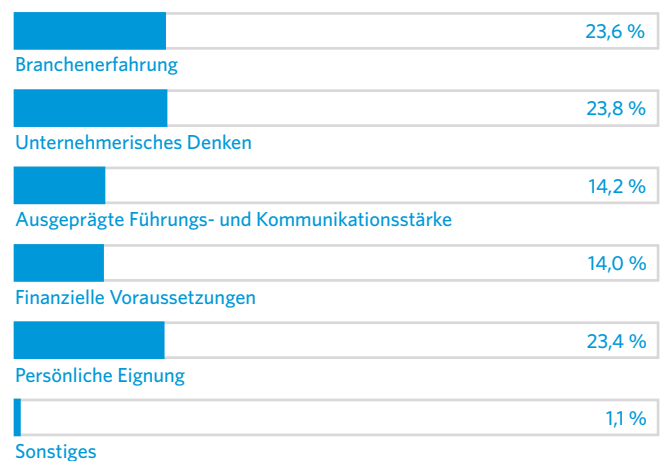 23,6 %
Branchenerfahrung
23,8 %
Unternehmerisches Denken
14,2 %
Ausgeprägte Führungs- und Kommunikationsstärke
14,0 %
Finanzielle Voraussetzungen
23,4 %
Persönliche Eignung
1,1 %
Sonstiges